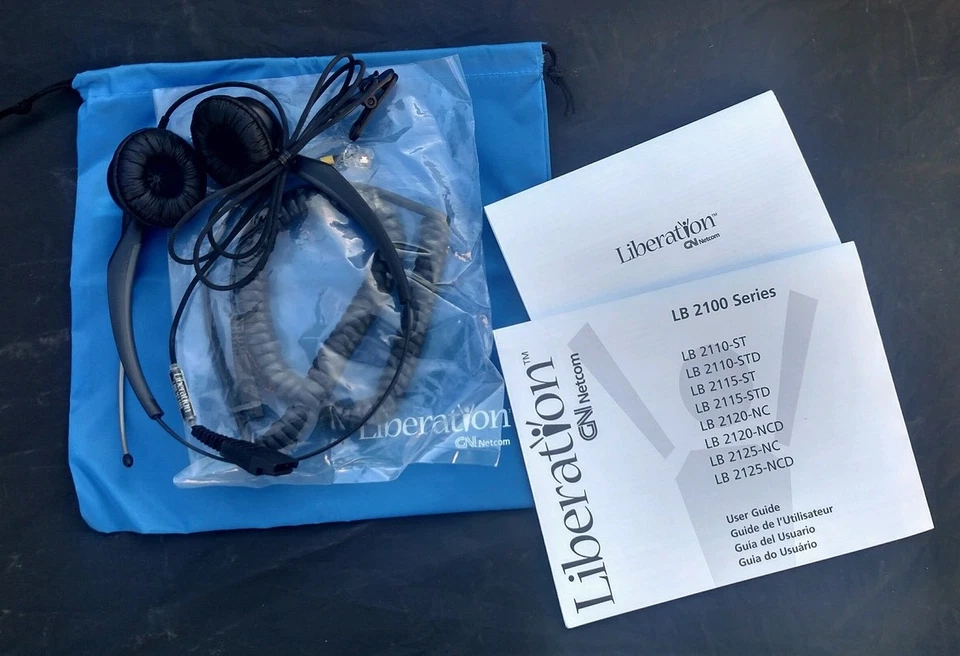 Liberation™
GN Netcom
LB 2100 Series
LB 2110-ST
LB 2110-STD
LB 2115-ST
LB 2115-STD
LB 2120-NC
LB 2120-NCD
LB 2125-NC
LB 2125-NCD
User Guide
Guide de l'Utilisateur
Guía del Usuario
Guia do Usuário
Liberation™
GN Netcom
Liberation
GN Netcom
Liberation